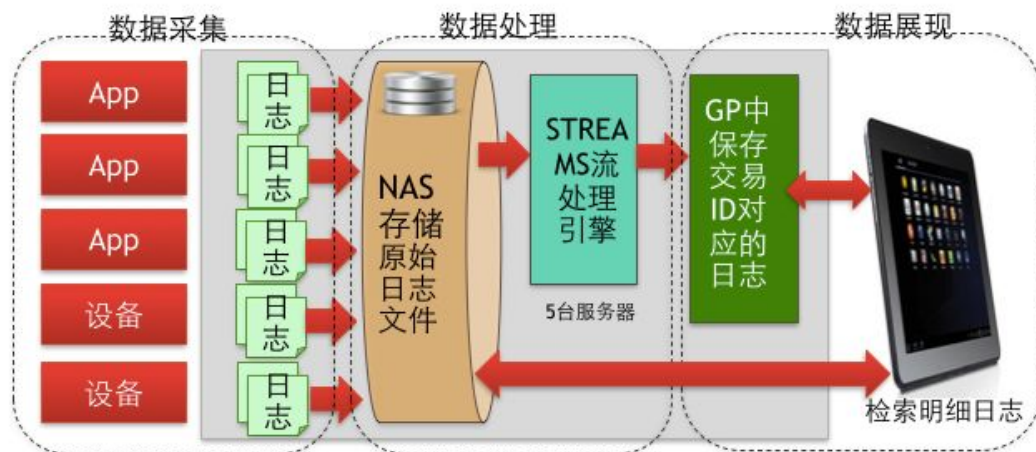 数据采集
数据处理
数据展现
App
App
App
设备
设备
日
志
日
志
日
志
日
志
日
志
NAS
存储
原始
日志
文件
STREA
MS流
处理
引擎
5台服务器
GP中
保存
交易
ID对
应的
日志
检索明细日志